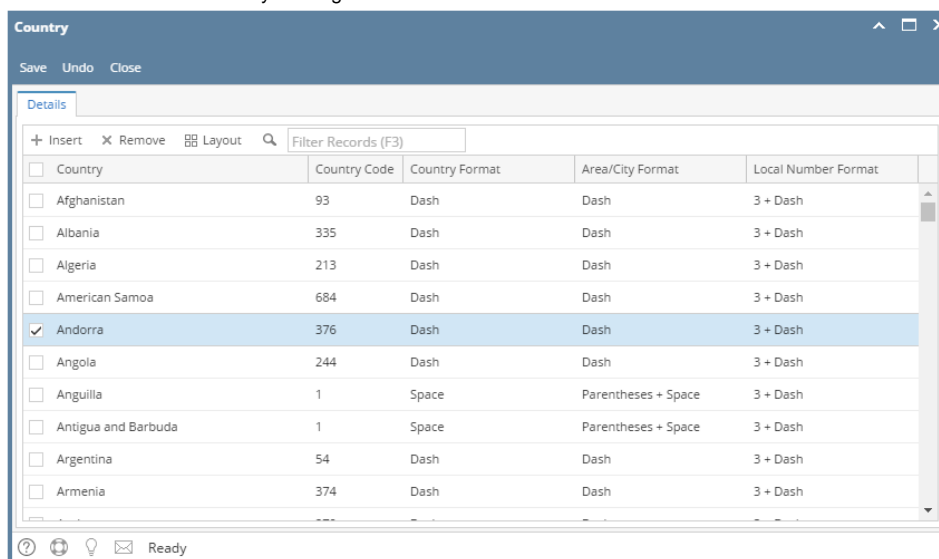 Country
Save Undo Close
Details
Insert Remove Layout Filter Records (F3)
Country Country Code Country Format Area/City Format Local Number Format
Afghanistan 93 Dash Dash 3 + Dash
Albania 335 Dash Dash 3 + Dash
Algeria 213 Dash Dash 3 + Dash
American Samoa 684 Dash Dash 3 + Dash
Andorra 376 Dash Dash 3 + Dash
Angola 244 Dash Dash 3 + Dash
Anguilla 1 Space Parentheses + Space 3 + Dash
Antigua and Barbuda 1 Space Parentheses + Space 3 + Dash
Argentina 54 Dash Dash 3 + Dash
Armenia 374 Dash Dash 3 + Dash
Ready